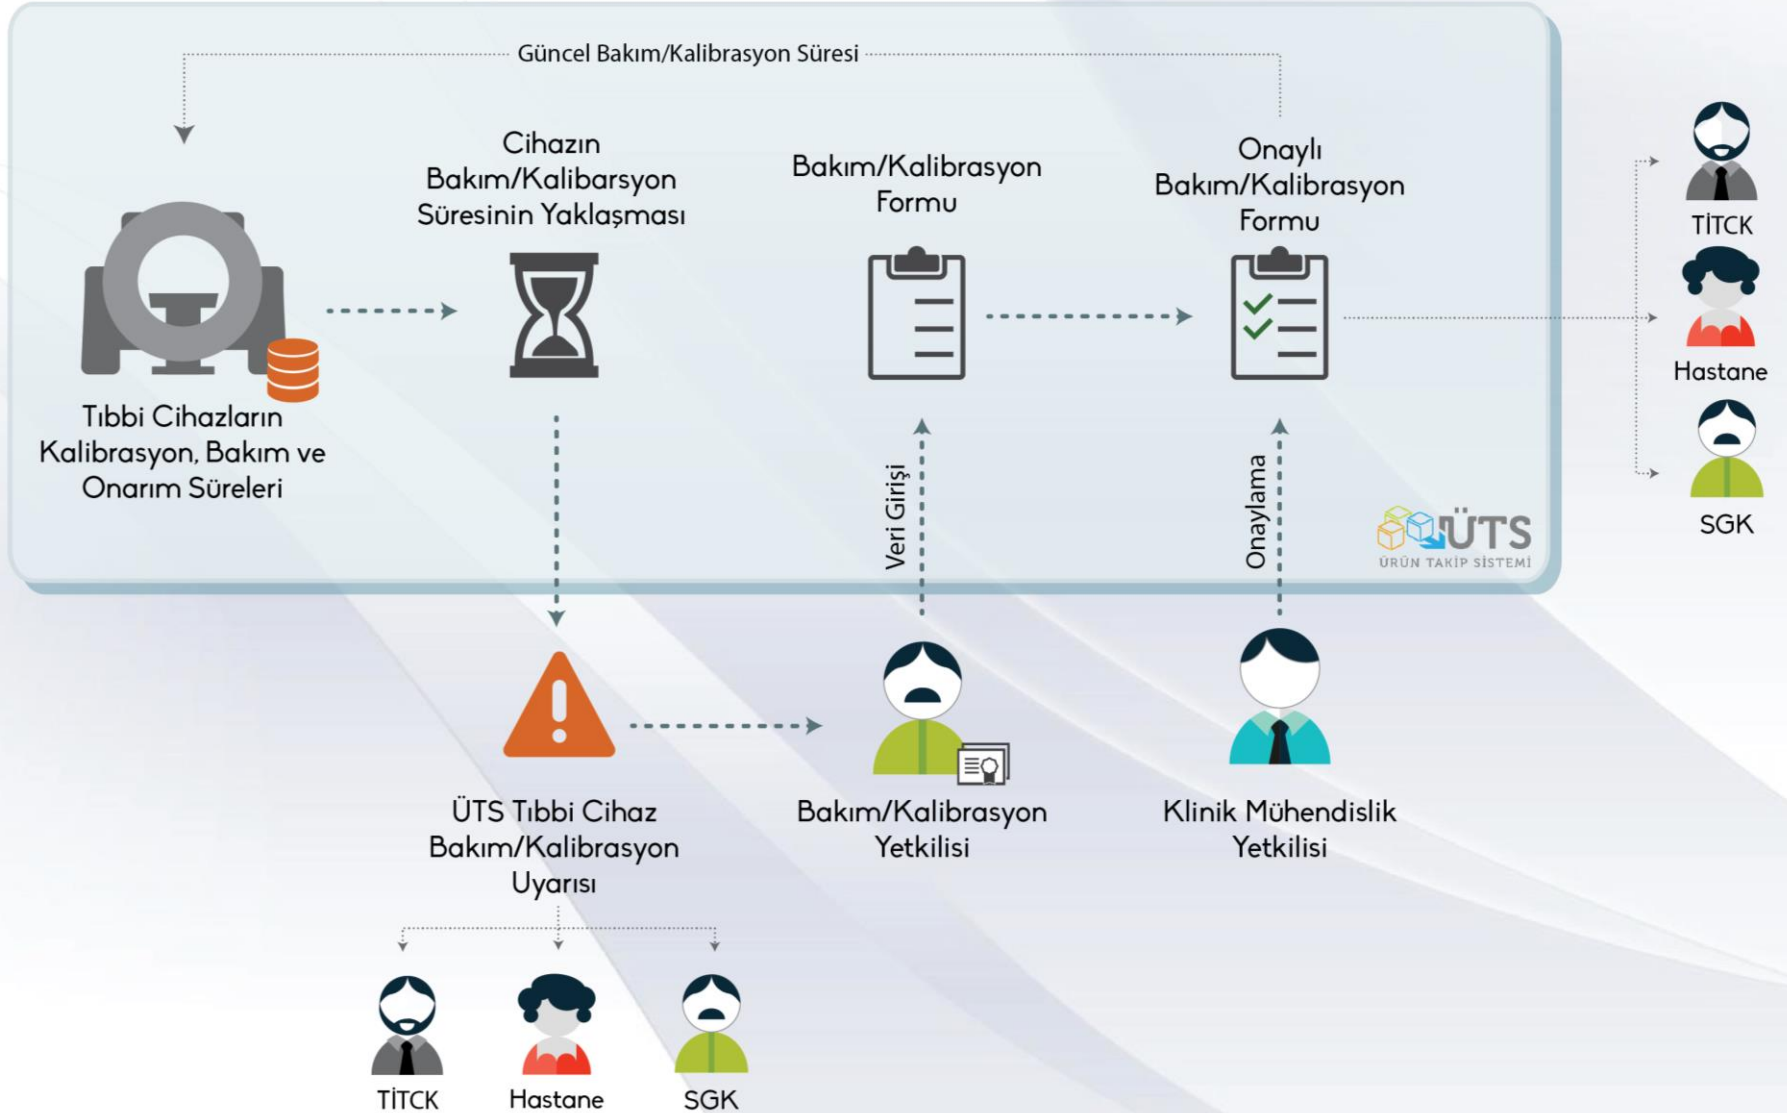 Güncel Bakım/Kalibrasyon Süresi
Cihazın
Bakım/Kalibarsyon
Süresinin Yaklaşması
Bakım/Kalibrasyon
Formu
Onaylı
Bakım/Kalibrasyon
Formu
Tıbbi Cihazların
Kalibrasyon, Bakım ve
Onarım Süreleri
Veri Girişi
Onaylama
ÜTS
ÜRÜN TAKİP SİSTEMİ
TİTCK
Hastane
SGK
ÜTS Tıbbi Cihaz
Bakım/Kalibrasyon
Uyarısı
Bakım/Kalibrasyon
Yetkilisi
Klinik Mühendislik
Yetkilisi
TİTCK
Hastane
SGK